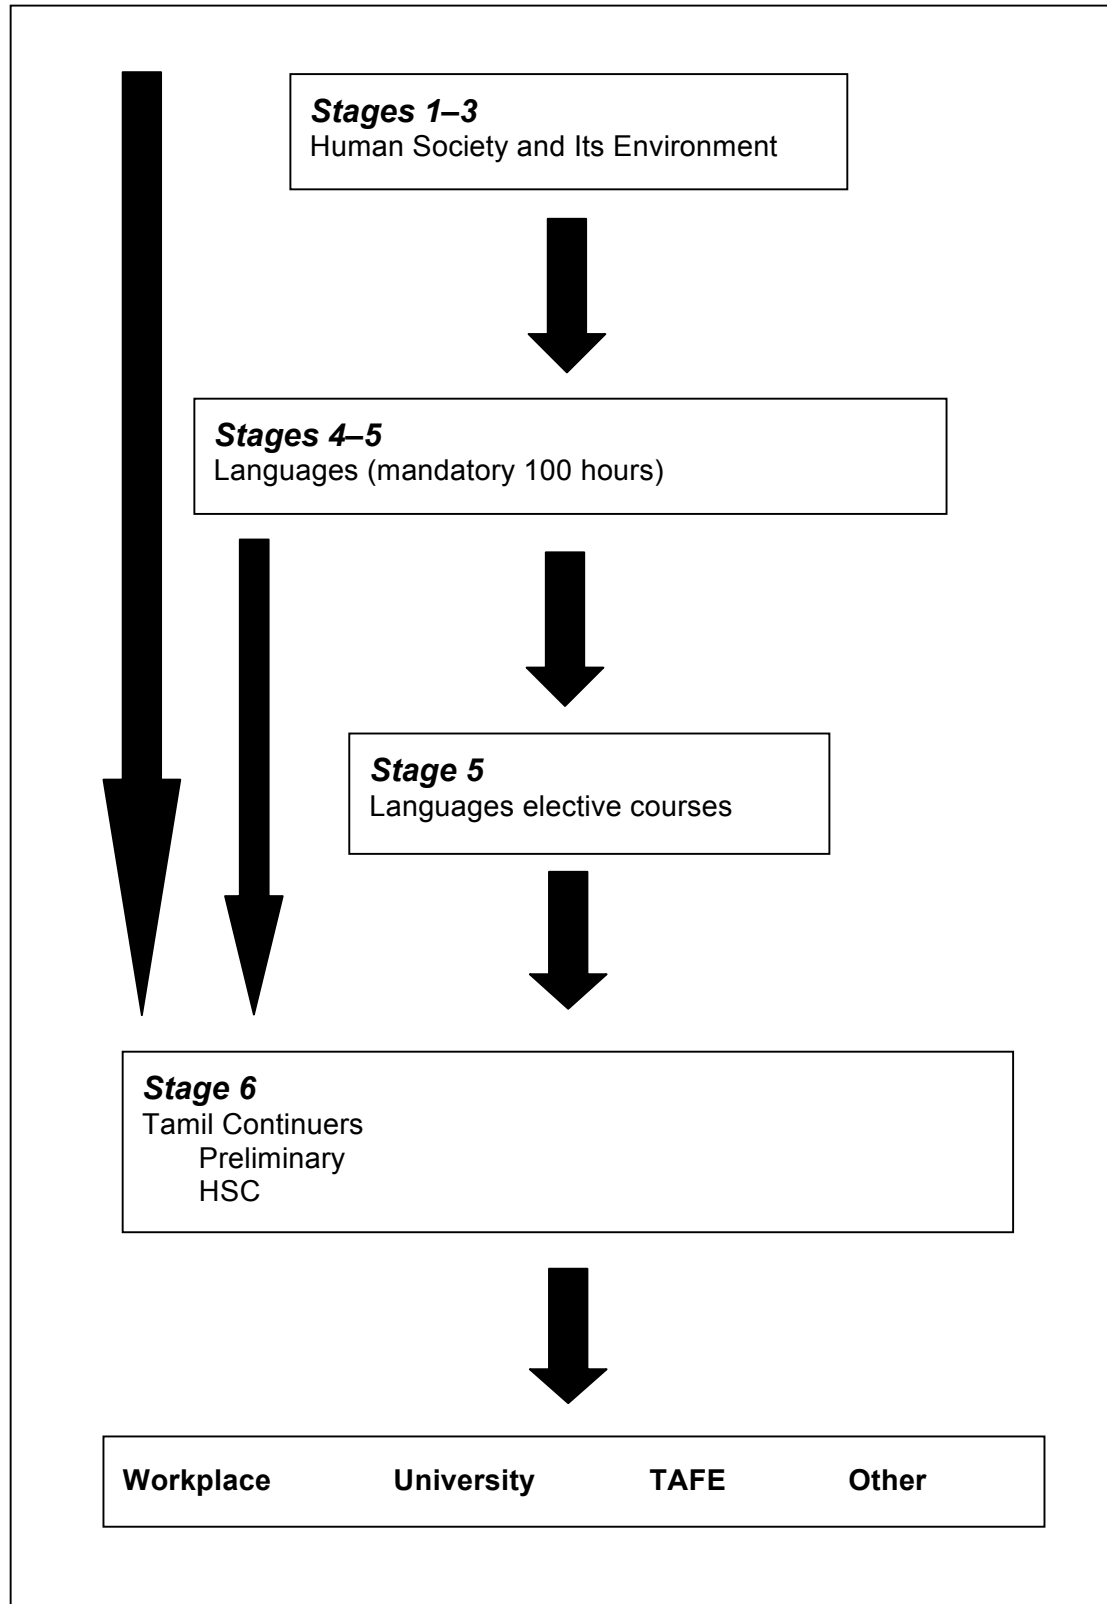 Stages 1–3
Human Society and Its Environment
Stages 4–5
Languages (mandatory 100 hours)
Stage 5
Languages elective courses
Stage 6
Tamil Continuers
Preliminary
HSC
Workplace University TAFE Other